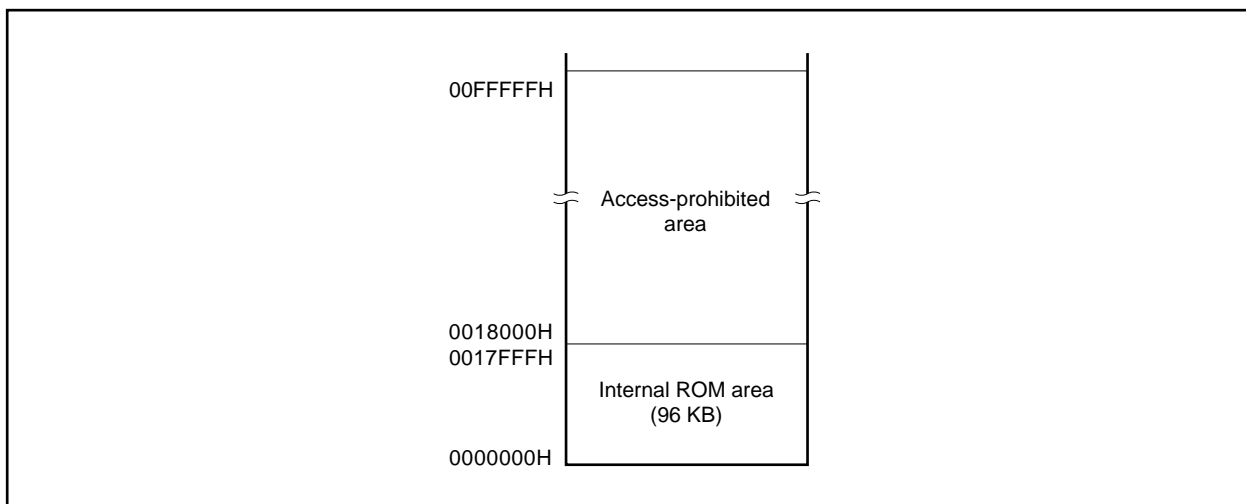 00FFFFFH
Access-prohibited
area
0018000H
0017FFFH
Internal ROM area
(96 KB)
0000000H